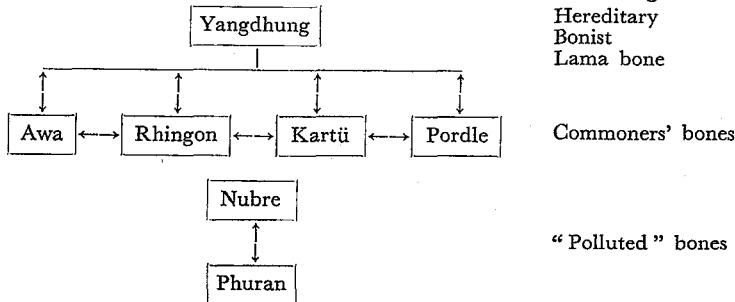 Yangdhung
Hereditary
Bonist
Lama bone
Awa
Rhingon
Kartü
Pordle
Commoners' bones
Nubre
"Polluted" bones
Phuran